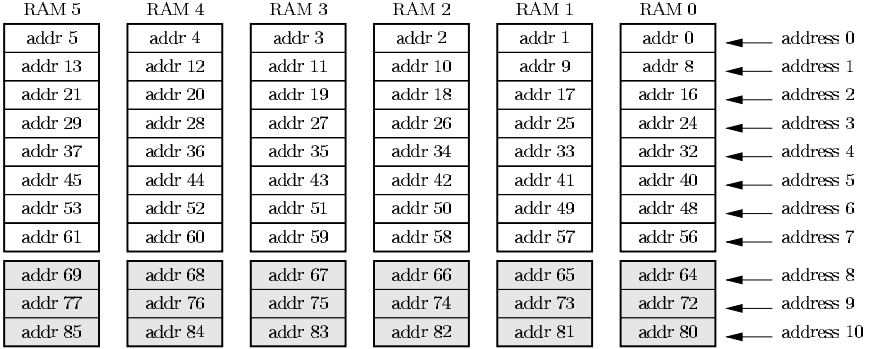 RAM 5 RAM 4 RAM 3 RAM 2 RAM 1 RAM 0
addr 5 addr 4 addr 3 addr 2 addr 1 addr 0 address 0
addr 13 addr 12 addr 11 addr 10 addr 9 addr 8 address 1
addr 21 addr 20 addr 19 addr 18 addr 17 addr 16 address 2
addr 29 addr 28 addr 27 addr 26 addr 25 addr 24 address 3
addr 37 addr 36 addr 35 addr 34 addr 33 addr 32 address 4
addr 45 addr 44 addr 43 addr 42 addr 41 addr 40 address 5
addr 53 addr 52 addr 51 addr 50 addr 49 addr 48 address 6
addr 61 addr 60 addr 59 addr 58 addr 57 addr 56 address 7
addr 69 addr 68 addr 67 addr 66 addr 65 addr 64 address 8
addr 77 addr 76 addr 75 addr 74 addr 73 addr 72 address 9
addr 85 addr 84 addr 83 addr 82 addr 81 addr 80 address 10